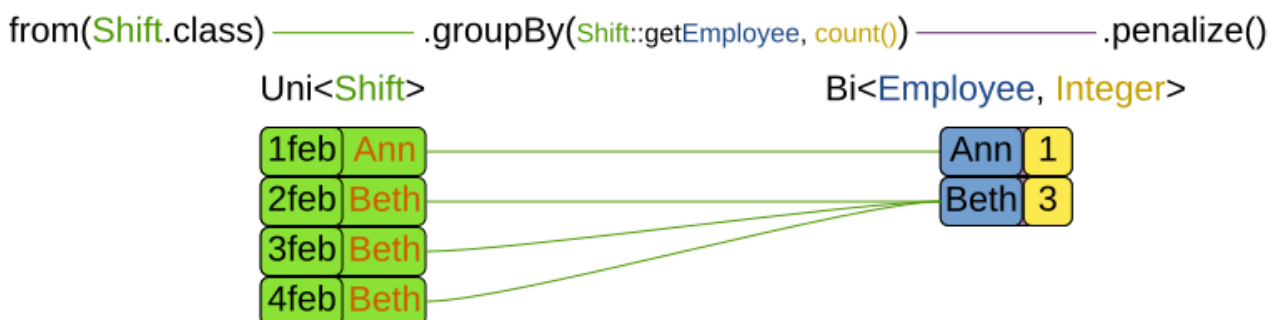 from(Shift.class) .groupBy(Shift::getEmployee, count()) .penalize()
Uni<Shift> Bi<Employee, Integer>
1feb Ann Ann 1
2feb Beth Beth 3
3feb Beth
4feb Beth